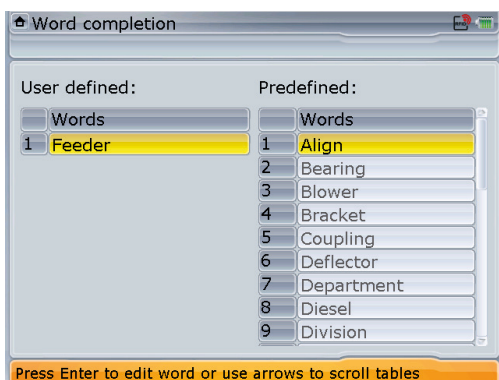 Word completion
User defined:
Words
1 Feeder
Predefined:
Words
1 Align
2 Bearing
3 Blower
4 Bracket
5 Coupling
6 Deflector
7 Department
8 Diesel
9 Division
Press Enter to edit word or use arrows to scroll tables